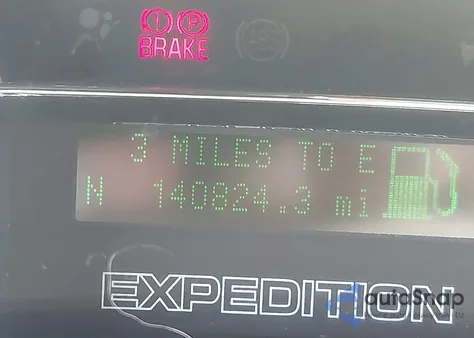 ! P
BRAKE
3 MILES TO E
N 140824.3 mi
EXPEDITION
autoSnap